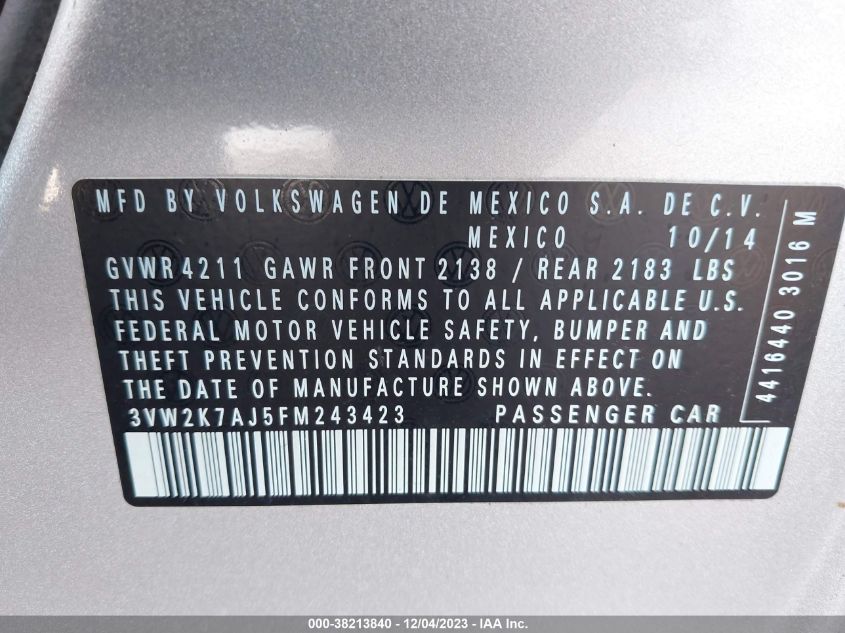 MFD BY VOLKSWAGEN DE MEXICO S.A. DE C.V.
MEXICO 10/14
GVWR 4211 GAWR FRONT 2138 / REAR 2183 LBS
THIS VEHICLE CONFORMS TO ALL APPLICABLE U.S.
FEDERAL MOTOR VEHICLE SAFETY, BUMPER AND
THEFT PREVENTION STANDARDS IN EFFECT ON
THE DATE OF MANUFACTURE SHOWN ABOVE.
3VW2K7AJ5FM243423 PASSENGER CAR
4416440 3016 M
000-38213840 - 12/04/2023 - IAA Inc.